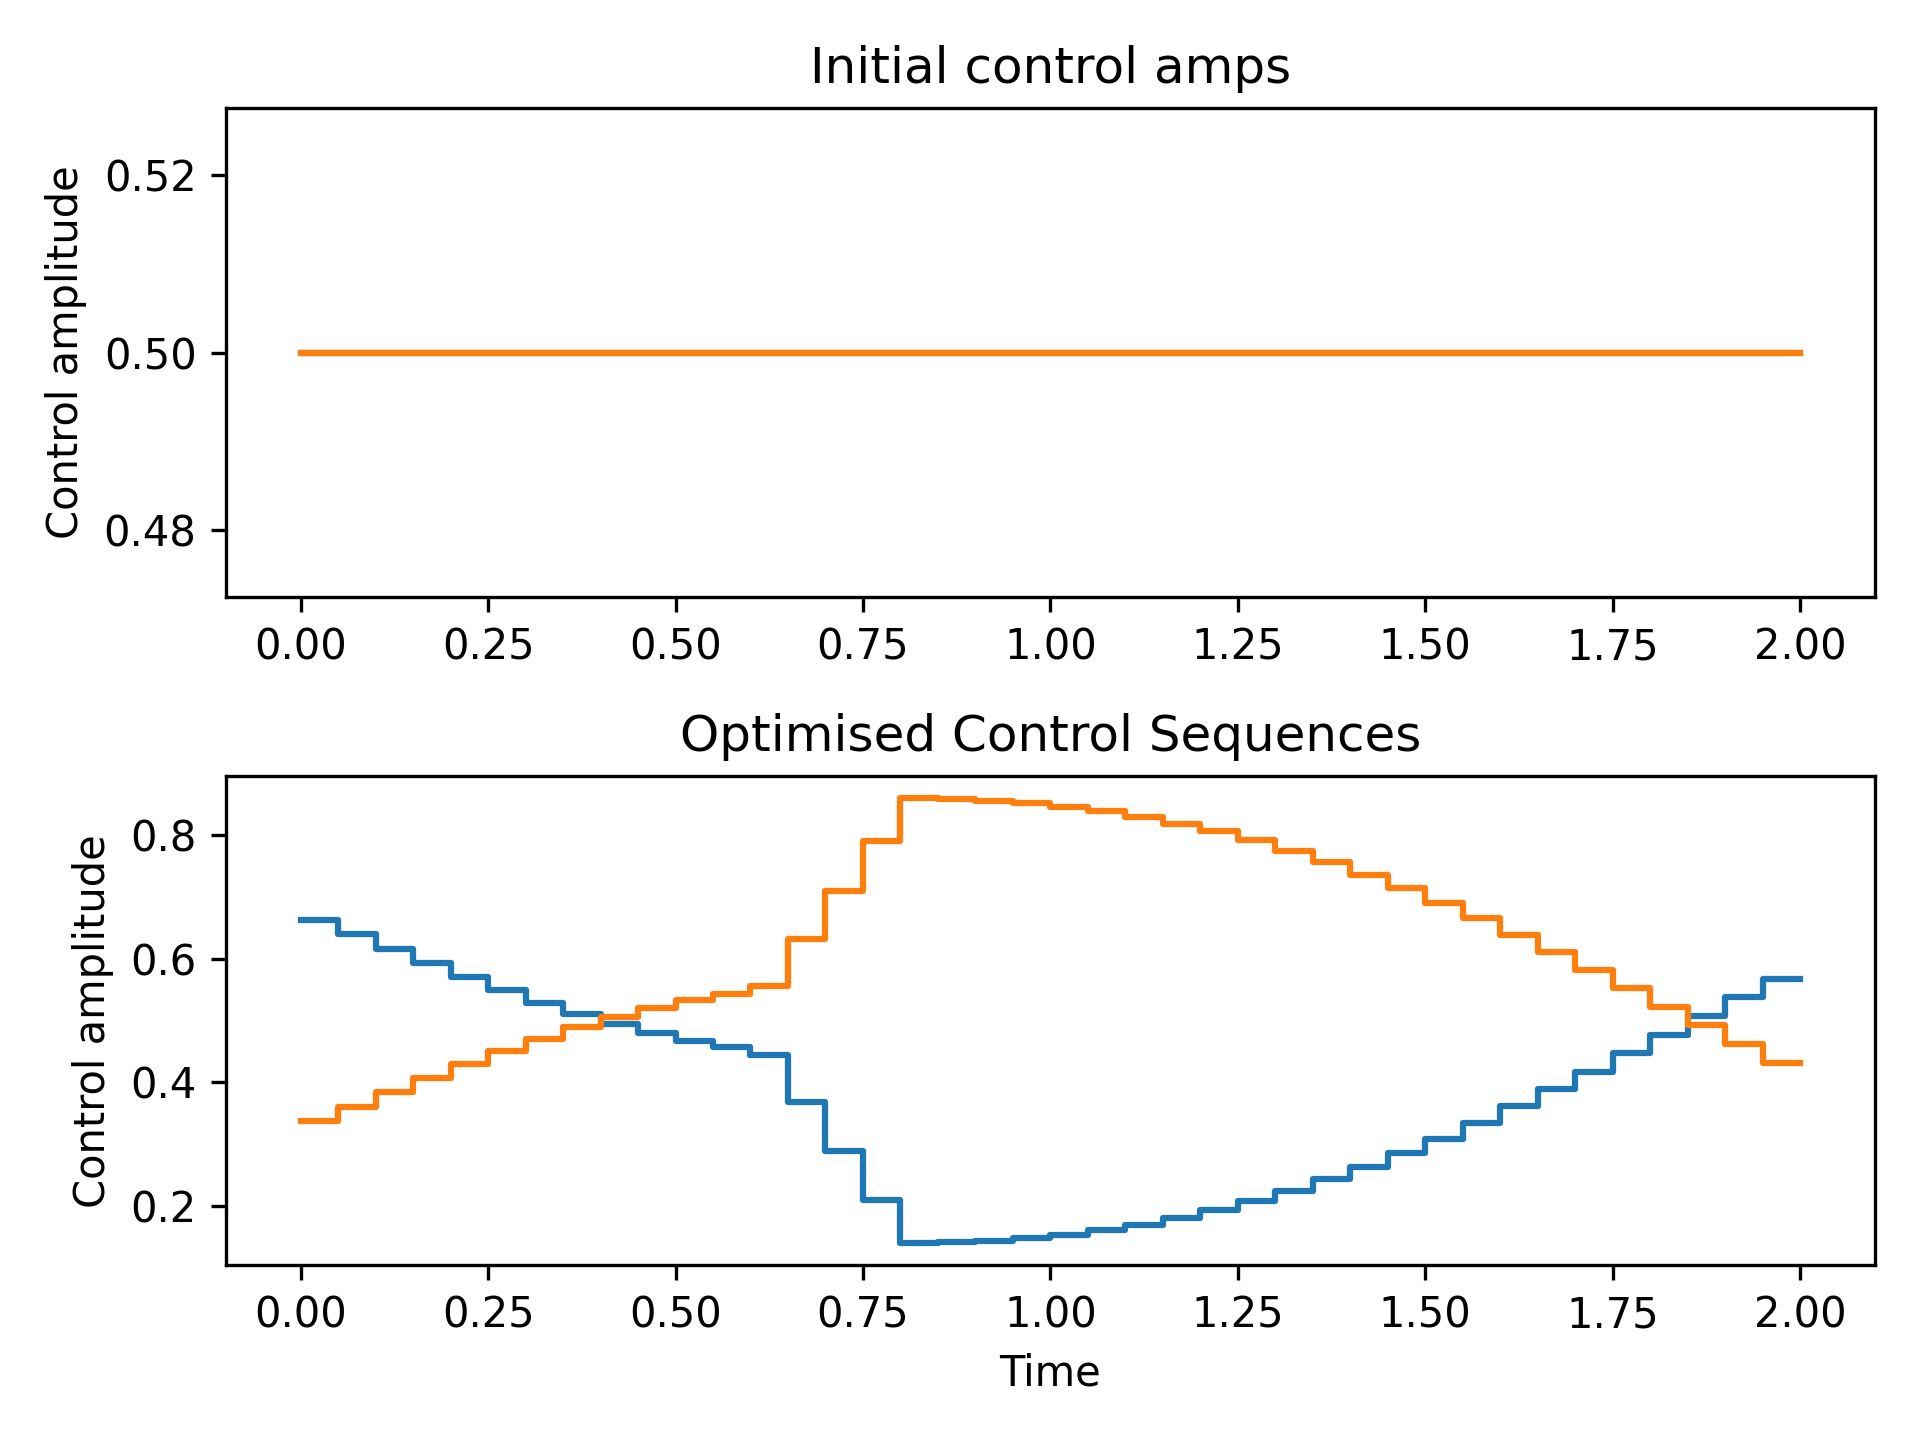 Initial control amps
Control amplitude
0.52
0.50
0.48
0.00 0.25 0.50 0.75 1.00 1.25 1.50 1.75 2.00
Optimised Control Sequences
Control amplitude
0.8
0.6
0.4
0.2
0.00 0.25 0.50 0.75 1.00 1.25 1.50 1.75 2.00
Time